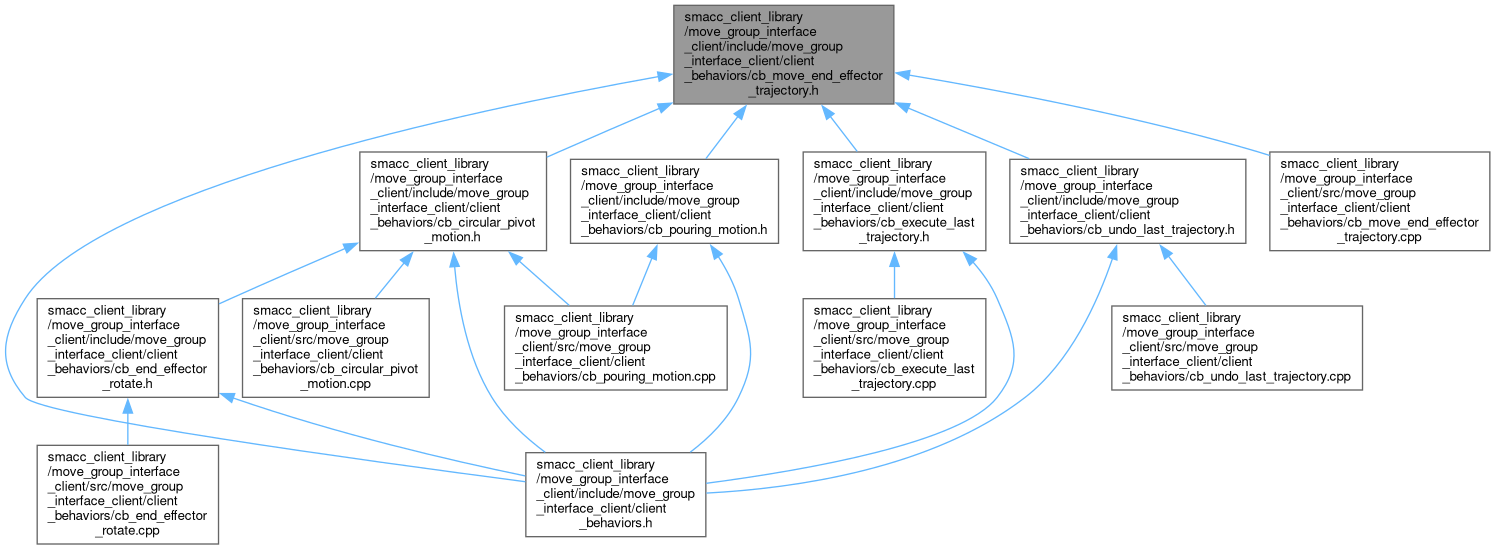 smacc_client_library
/move_group_interface
_client/include/move_group
_interface_client/client
_behaviors/cb_move_end_effector
_trajectory.h
smacc_client_library
/move_group_interface
_client/include/move_group
_interface_client/client
_behaviors/cb_circular_pivot
_motion.h
smacc_client_library
/move_group_interface
_client/include/move_group
_interface_client/client
_behaviors/cb_pouring_motion.h
smacc_client_library
/move_group_interface
_client/include/move_group
_interface_client/client
_behaviors/cb_execute_last
_trajectory.h
smacc_client_library
/move_group_interface
_client/include/move_group
_interface_client/client
_behaviors/cb_undo_last_trajectory.h
smacc_client_library
/move_group_interface
_client/src/move_group
_interface_client/client
_behaviors/cb_move_end_effector
_trajectory.cpp
smacc_client_library
/move_group_interface
_client/include/move_group
_interface_client/client
_behaviors/cb_end_effector
_rotate.h
smacc_client_library
/move_group_interface
_client/src/move_group
_interface_client/client
_behaviors/cb_circular_pivot
_motion.cpp
smacc_client_library
/move_group_interface
_client/src/move_group
_interface_client/client
_behaviors/cb_pouring_motion.cpp
smacc_client_library
/move_group_interface
_client/src/move_group
_interface_client/client
_behaviors/cb_execute_last
_trajectory.cpp
smacc_client_library
/move_group_interface
_client/src/move_group
_interface_client/client
_behaviors/cb_undo_last_trajectory.cpp
smacc_client_library
/move_group_interface
_client/src/move_group
_interface_client/client
_behaviors/cb_end_effector
_rotate.cpp
smacc_client_library
/move_group_interface
_client/include/move_group
_interface_client/client
_behaviors.h